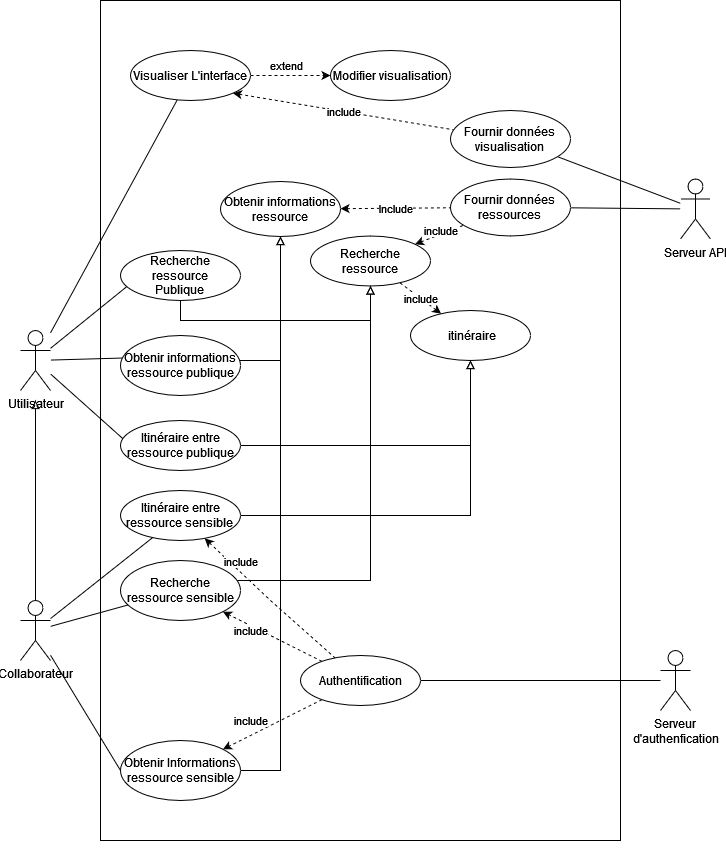 Visualiser L'interface
extend
Modifier visualisation
include
Fournir données
visualisation
Obtenir informations
ressource
Include
Fournir données
ressources
Serveur API
Recherche
ressource
include
Recherche
ressource
Publique
include
itinéraire
Utilisateur
Obtenir informations
ressource publique
Itinéraire entre
ressource publique
Itinéraire entre
ressource sensible
include
Recherche
ressource sensible
include
Collaborateur
Authentification
Serveur
d'authenfication
include
Obtenir Informations
ressource sensible